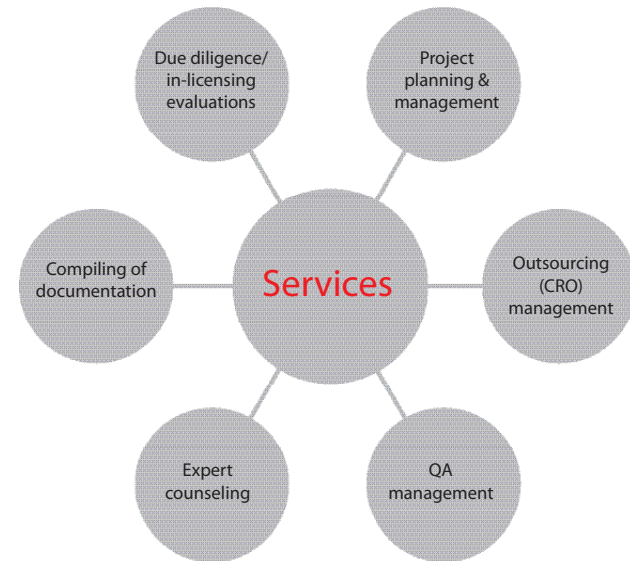 Due diligence/
in-licensing
evaluations
Project
planning &
management
Compiling of
documentation
Services
Outsourcing
(CRO)
management
Expert
counseling
QA
management